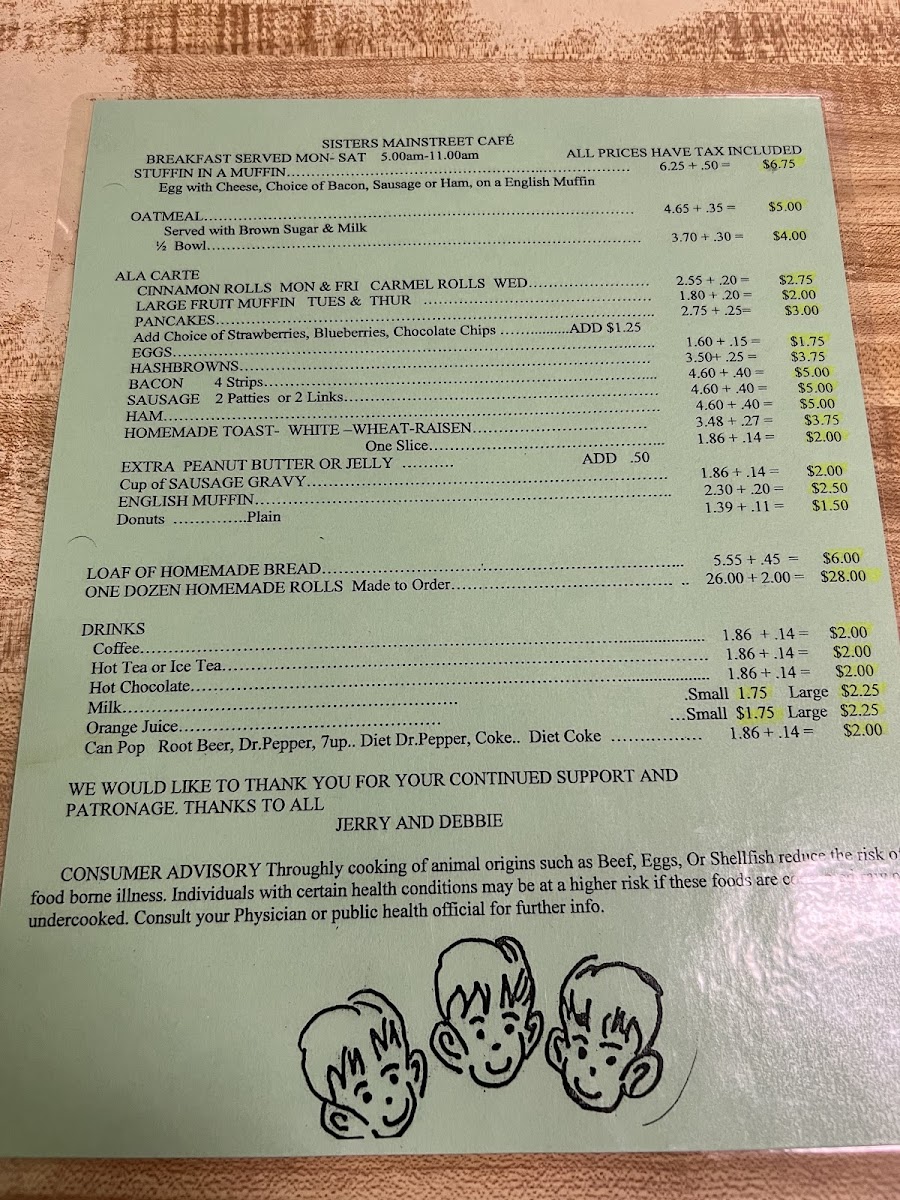 SISTERS MAINSTREET CAFÉ
BREAKFAST SERVED MON- SAT 5.00am-11.00am ALL PRICES HAVE TAX INCLUDED
STUFFIN IN A MUFFIN........................ 6.25 + .50 = $6.75
Egg with Cheese, Choice of Bacon, Sausage or Ham, on a English Muffin
OATMEAL........................ 4.65 + .35 = $5.00
Served with Brown Sugar & Milk
½ Bowl........................ 3.70 + .30 = $4.00
ALA CARTE
CINNAMON ROLLS MON & FRI CARMEL ROLLS WED........................ 2.55 + .20 = $2.75
LARGE FRUIT MUFFIN TUES & THUR ........................ 1.80 + .20 = $2.00
PANCAKES........................ 2.75 + .25= $3.00
Add Choice of Strawberries, Blueberries, Chocolate Chips ...............ADD $1.25
EGGS........................ 1.60 + .15 = $1.75
HASHBROWNS........................ 3.50+ .25 = $3.75
BACON 4 Strips........................ 4.60 + .40 = $5.00
SAUSAGE 2 Patties or 2 Links........................ 4.60 + .40 = $5.00
HAM........................ 4.60 + .40 = $5.00
HOMEMADE TOAST- WHITE –WHEAT-RAISEN........................ 3.48 + .27 = $3.75
One Slice........................ 1.86 + .14 = $2.00
EXTRA PEANUT BUTTER OR JELLY .......... ADD .50
Cup of SAUSAGE GRAVY........................ 1.86 + .14 = $2.00
ENGLISH MUFFIN........................ 2.30 + .20 = $2.50
Donuts ..............Plain 1.39 + .11 = $1.50
LOAF OF HOMEMADE BREAD........................ 5.55 + .45 = $6.00
ONE DOZEN HOMEMADE ROLLS Made to Order........................ 26.00 + 2.00 = $28.00
DRINKS
Coffee........................ 1.86 + .14 = $2.00
Hot Tea or Ice Tea........................ 1.86 + .14 = $2.00
Hot Chocolate........................ 1.86 + .14 = $2.00
Milk........................ .Small 1.75 Large $2.25
Orange Juice........................ ...Small $1.75 Large $2.25
Can Pop Root Beer, Dr.Pepper, 7up.. Diet Dr.Pepper, Coke.. Diet Coke ................ 1.86 + .14 = $2.00
WE WOULD LIKE TO THANK YOU FOR YOUR CONTINUED SUPPORT AND
PATRONAGE. THANKS TO ALL
JERRY AND DEBBIE
CONSUMER ADVISORY Throughly cooking of animal origins such as Beef, Eggs, Or Shellfish reduce the risk of
food borne illness. Individuals with certain health conditions may be at a higher risk if these foods are
undercooked. Consult your Physician or public health official for further info.